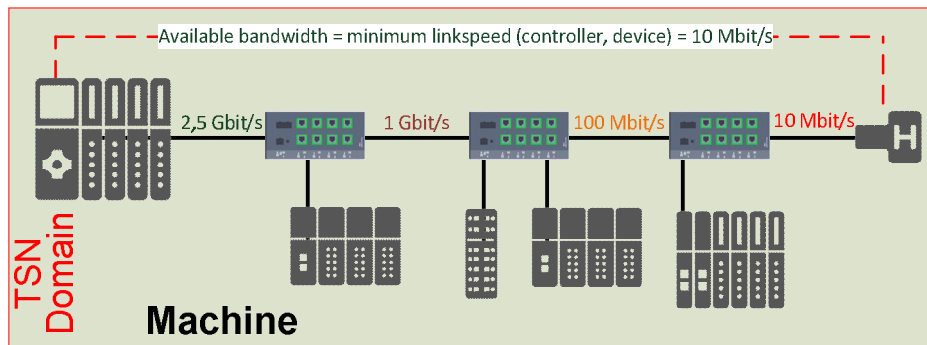 Available bandwidth = minimum linkspeed (controller, device) = 10 Mbit/s
2,5 Gbit/s
1 Gbit/s
100 Mbit/s
10 Mbit/s
H
TSN
Domain
Machine